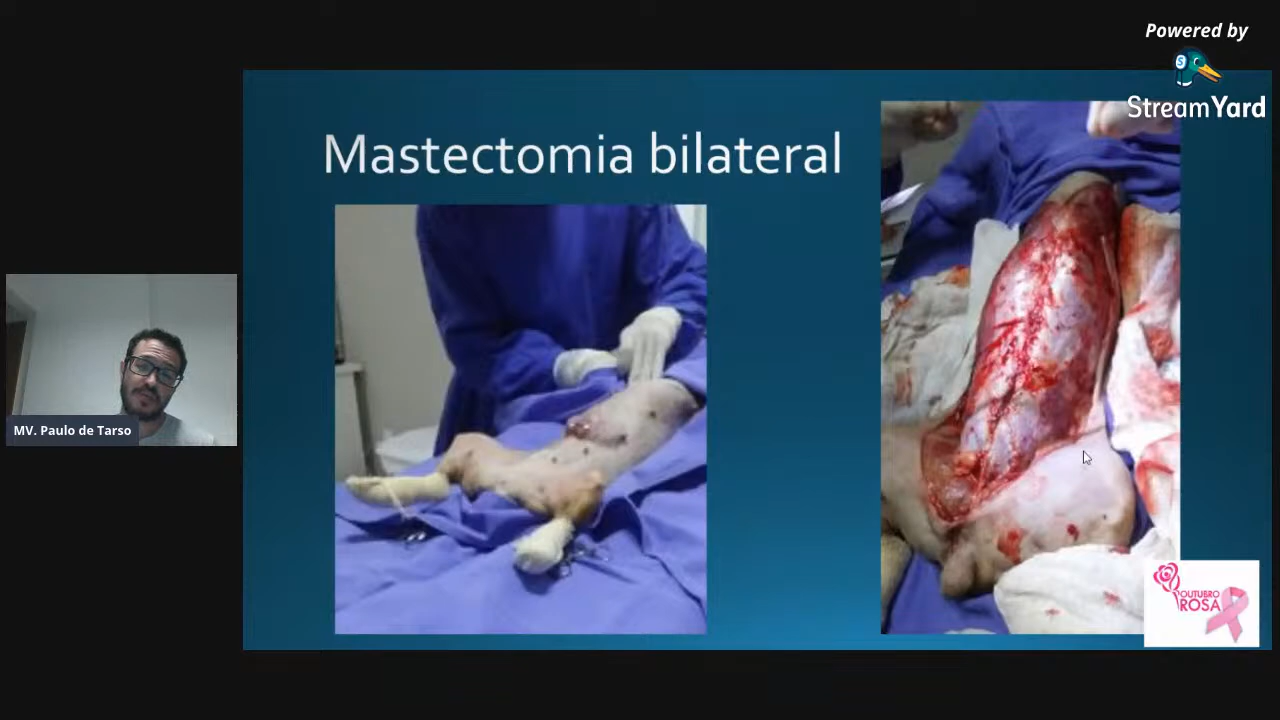 Powered by
StreamYard
Mastectomia bilateral
MV. Paulo de Tarso
OUTUBRO
ROSA